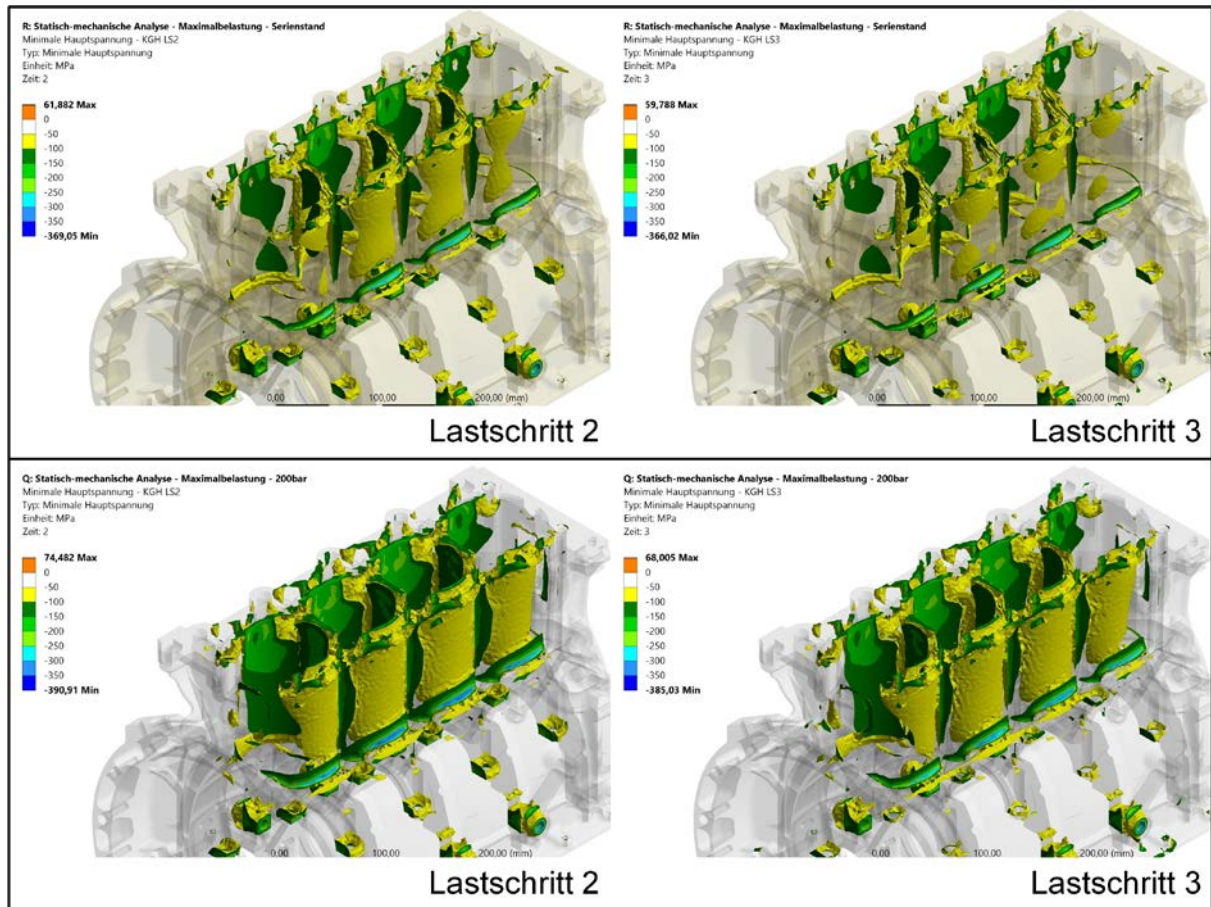 R: Statisch-mechanische Analyse - Maximalbelastung - Serienstand
Minimale Hauptspannung - KGH LS2
Typ: Minimale Hauptspannung
Einheit: MPa
Zeit: 2
61,882 Max
0
-50
-100
-150
-200
-250
-300
-350
-369,05 Min
0,00
100,00
200,00 (mm)
Lastschritt 2
R: Statisch-mechanische Analyse - Maximalbelastung - Serienstand
Minimale Hauptspannung - KGH LS3
Typ: Minimale Hauptspannung
Einheit: MPa
Zeit: 3
59,788 Max
0
-50
-100
-150
-200
-250
-300
-350
-366,02 Min
0,00
100,00
200,00 (mm)
Lastschritt 3
Q: Statisch-mechanische Analyse - Maximalbelastung - 200bar
Minimale Hauptspannung - KGH LS2
Typ: Minimale Hauptspannung
Einheit: MPa
Zeit: 2
74,482 Max
0
-50
-100
-150
-200
-250
-300
-350
-390,91 Min
0,00
100,00
200,00 (mm)
Lastschritt 2
Q: Statisch-mechanische Analyse - Maximalbelastung - 200bar
Minimale Hauptspannung - KGH LS3
Typ: Minimale Hauptspannung
Einheit: MPa
Zeit: 3
68,005 Max
0
-50
-100
-150
-200
-250
-300
-350
-385,03 Min
0,00
100,00
200,00 (mm)
Lastschritt 3